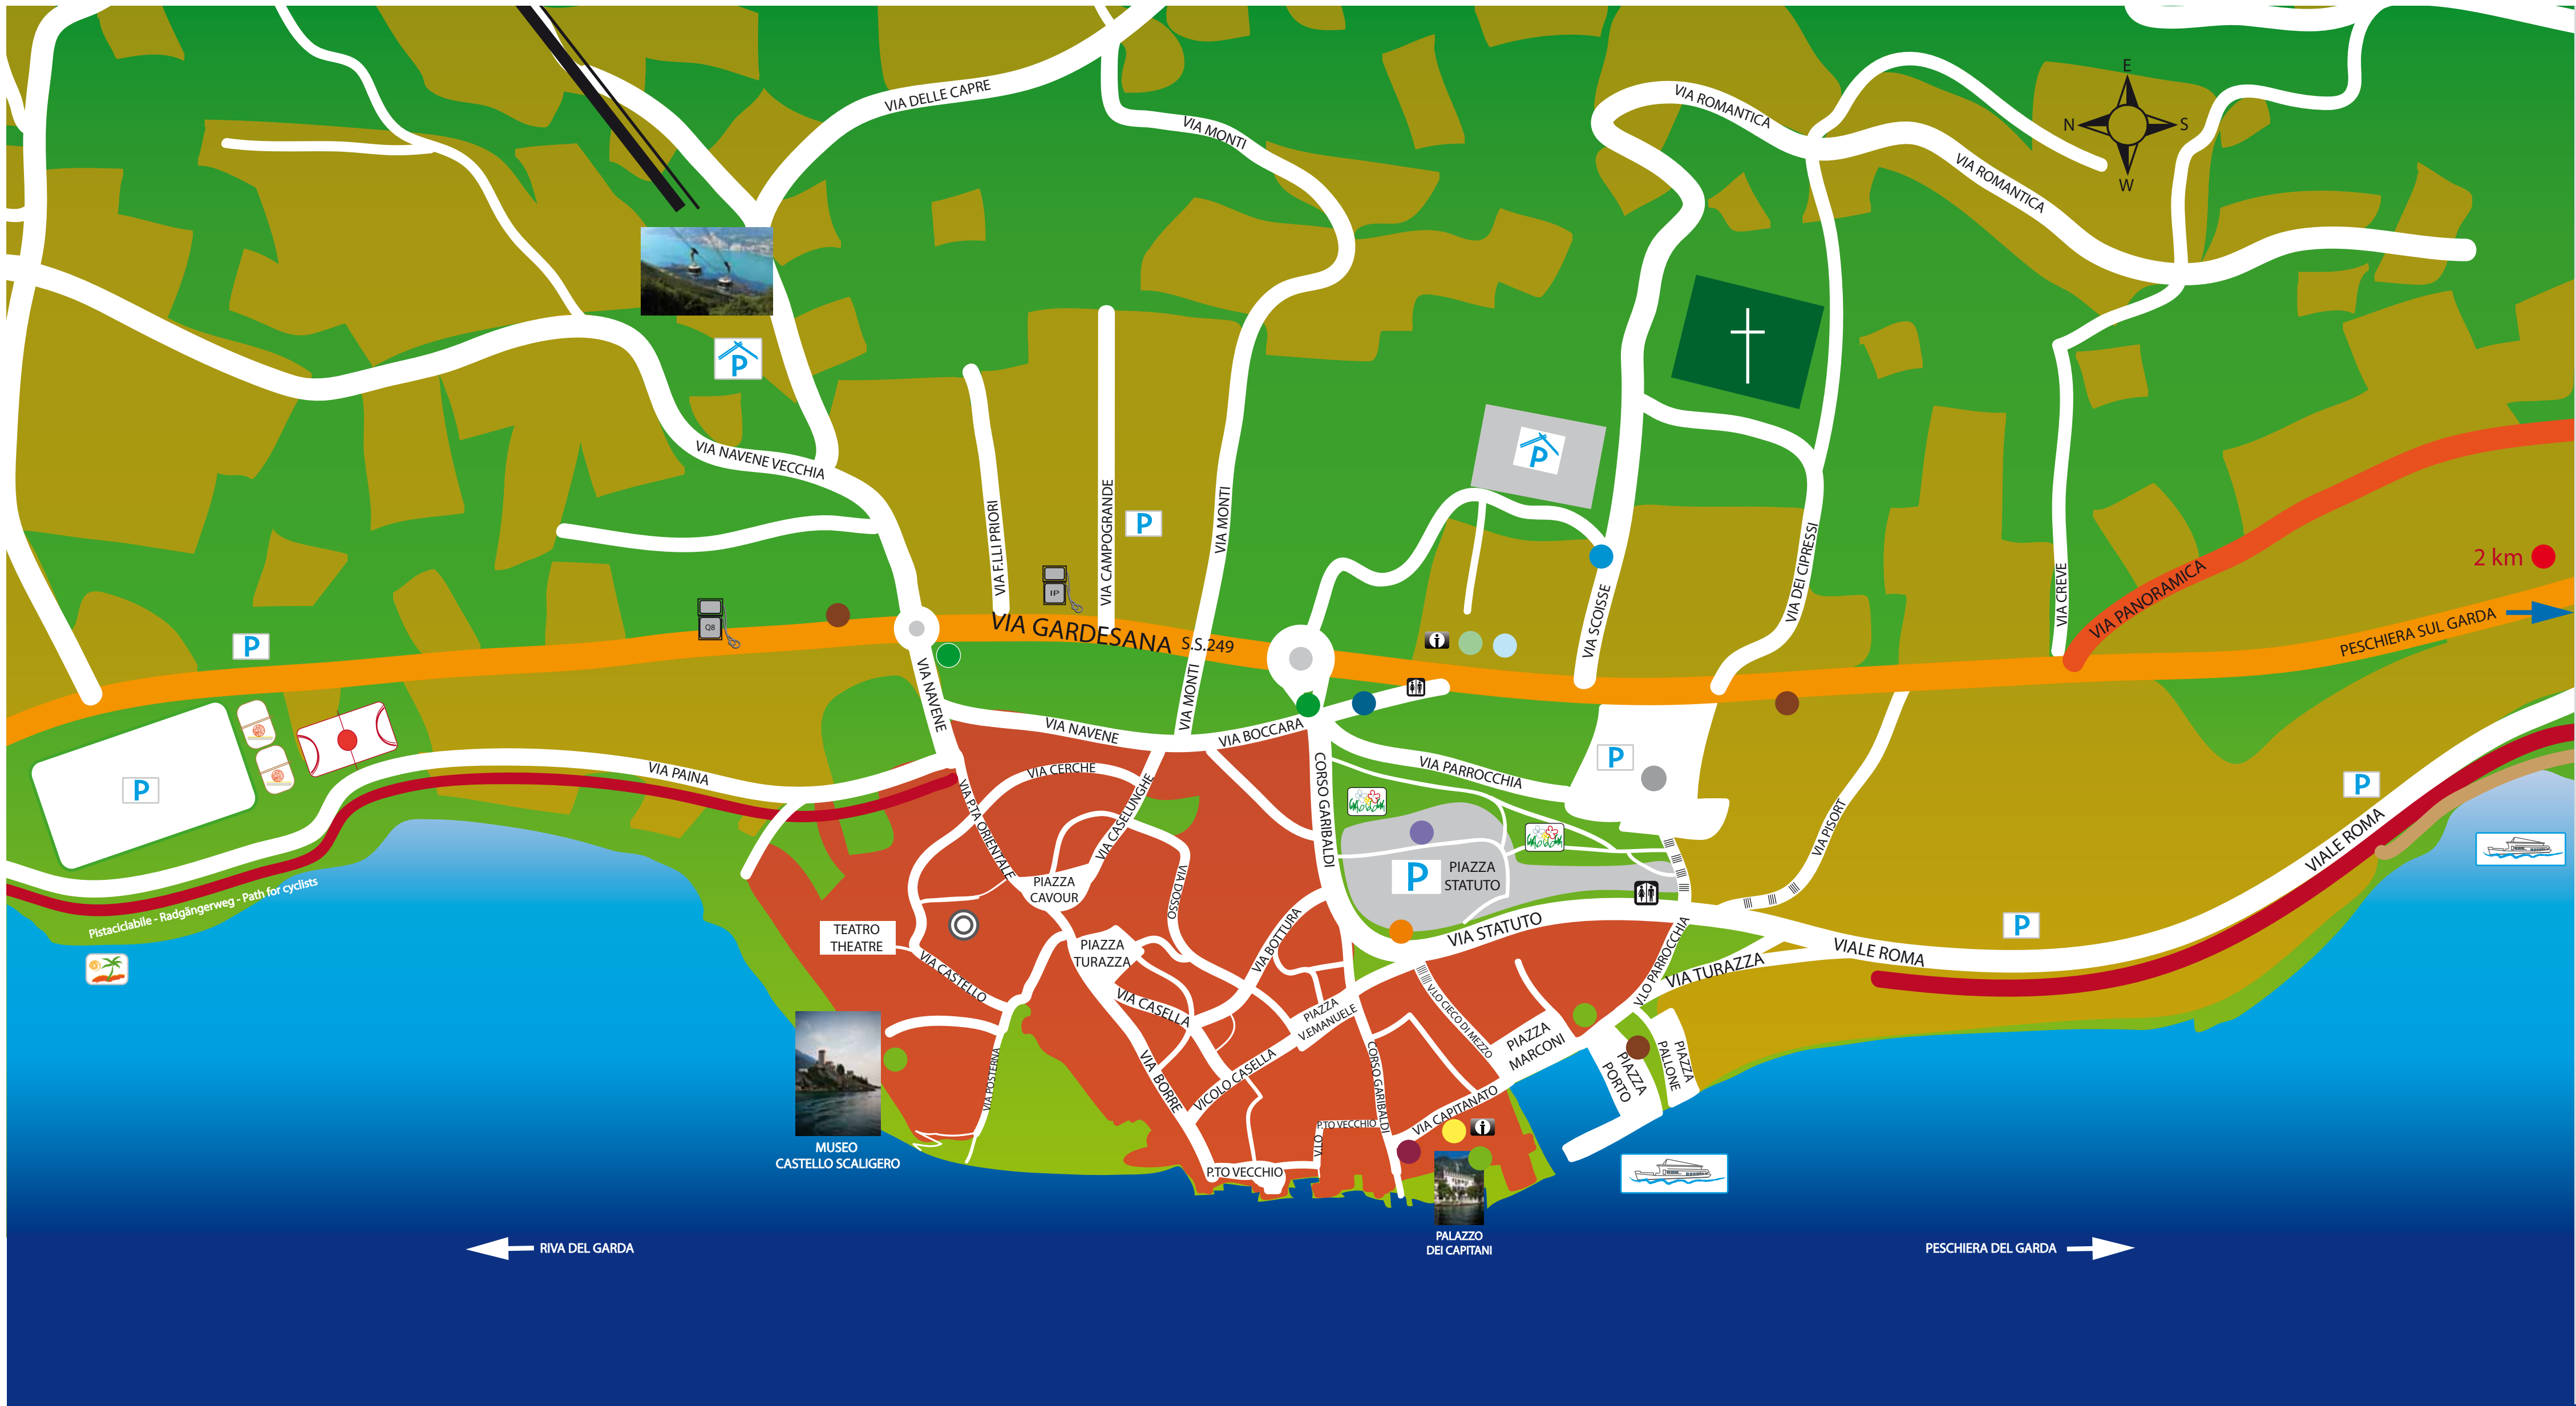 E
N
S
W
VIA DELLE CAPRE
VIA MONTI
VIA ROMANTICA
VIA ROMANTICA
P
P
VIA NAVENE VECCHIA
VIA F.LLI PRIORI
VIA CAMPOGRANDE
P
VIA MONTI
VIA SCOISSE
VIA DEI CIPRESSI
VIA CREVE
VIA PANORAMICA
2 km
PESCHIERA SUL GARDA
IP
Q8
P
VIA GARDESANA S.S.249
VIA NAVENE
VIA NAVENE
VIA MONTI
VIA BOCCARA
P
VIA PAINA
VIA CERCHE
VIA CASELUNGHE
VIA P.TA ORIENTALE
CORSO GARIBALDI
VIA PARROCCHIA
P
P
VIA PISORT
VIALE ROMA
P
PIAZZA
STATUTO
PIAZZA
CAVOUR
VIA DOSSO
Pistaciclabile - Radgängerweg - Path for cyclists
TEATRO
THEATRE
PIAZZA
TURAZZA
VIA BOTTURA
VIA STATUTO
V.LO PARROCCHIA
P
VIALE ROMA
VIA TURAZZA
VIA CASTELLO
VIA CASELLA
PIAZZA
V.EMANUELE
V.LO CIECO DI MEZZO
PIAZZA
MARCONI
PIAZZA
PORTO
PIAZZA
PALLONE
VIA POSTERNA
VIA BORRE
VICOLO CASELLA
CORSO GARIBALDI
VIA CAPITANATO
V.LO
P.TO VECCHIO
P.TO VECCHIO
MUSEO
CASTELLO SCALIGERO
PALAZZO
DEI CAPITANI
RIVA DEL GARDA
PESCHIERA DEL GARDA